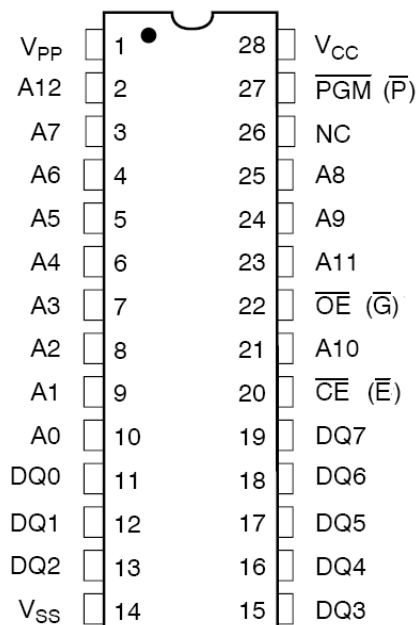 VPP 1 28 VCC
A12 2 27 PGM (P)
A7 3 26 NC
A6 4 25 A8
A5 5 24 A9
A4 6 23 A11
A3 7 22 OE (G)
A2 8 21 A10
A1 9 20 CE (E)
A0 10 19 DQ7
DQ0 11 18 DQ6
DQ1 12 17 DQ5
DQ2 13 16 DQ4
VSS 14 15 DQ3